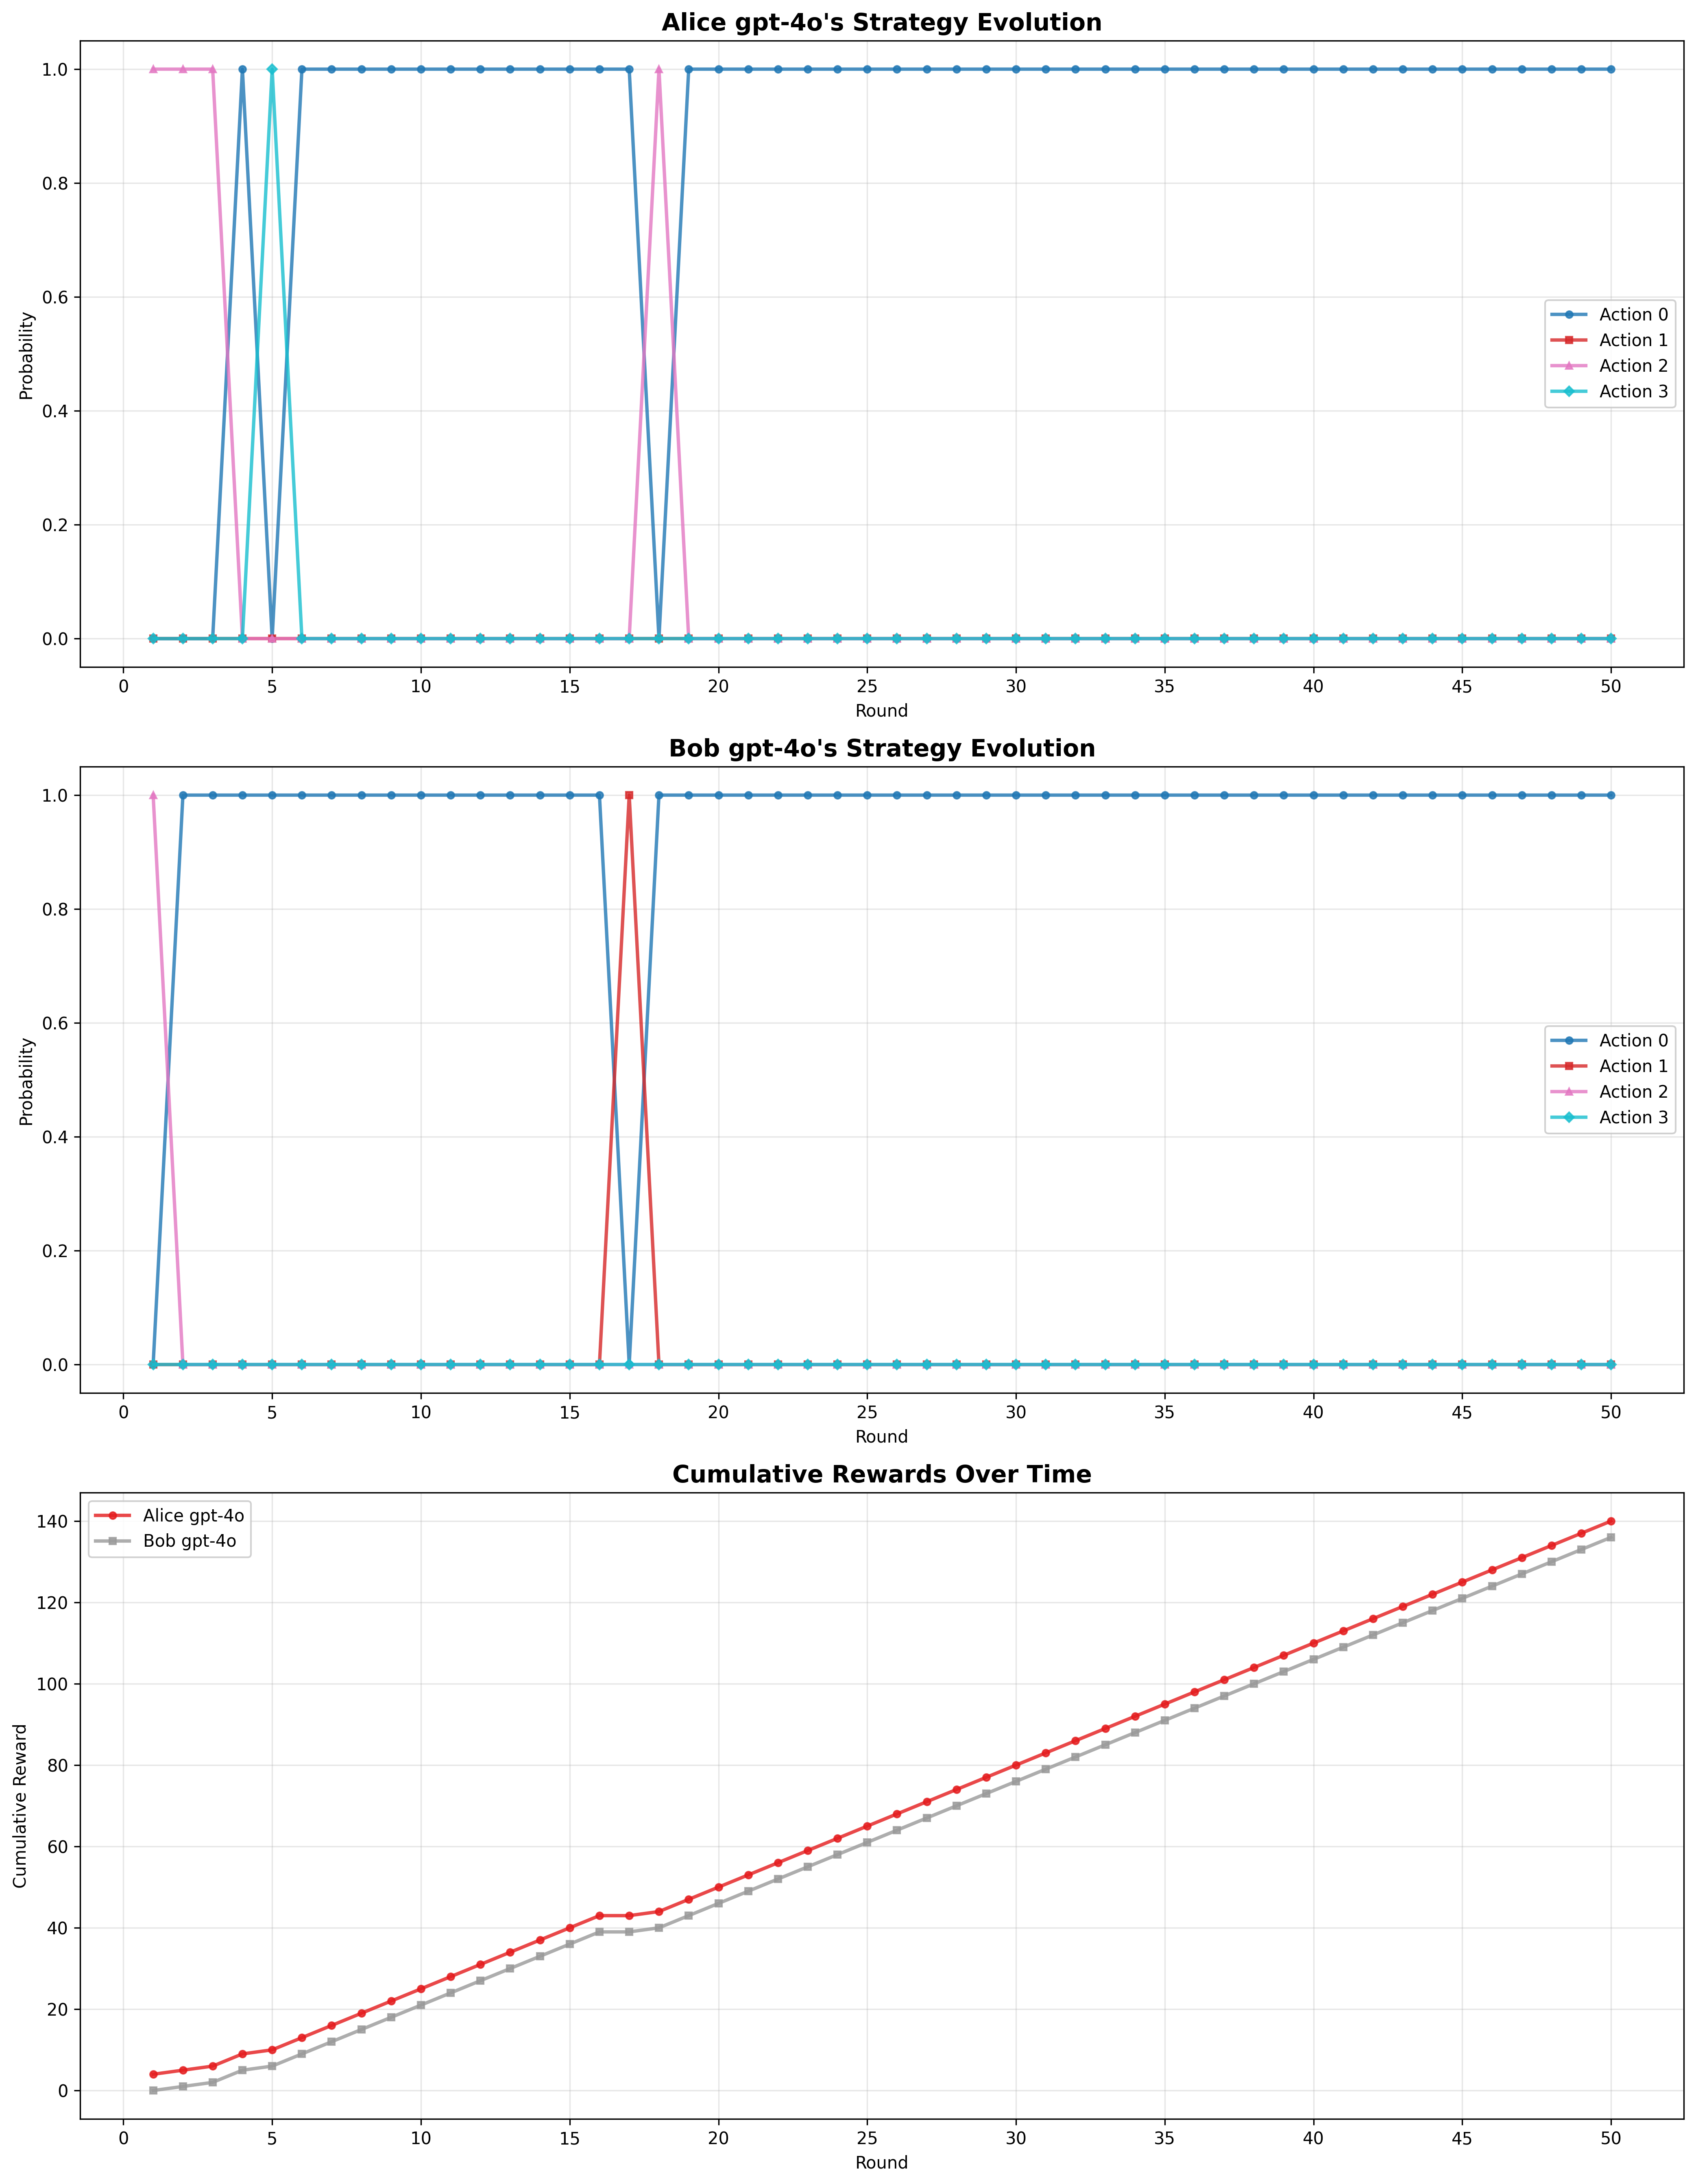 Alice gpt-4o's Strategy Evolution
1.0
0.8
0.6
0.4
0.2
0.0
Probability
Action 0
Action 1
Action 2
Action 3
0 5 10 15 20 25 30 35 40 45 50
Round
Bob gpt-4o's Strategy Evolution
1.0
0.8
0.6
0.4
0.2
0.0
Probability
Action 0
Action 1
Action 2
Action 3
0 5 10 15 20 25 30 35 40 45 50
Round
Cumulative Rewards Over Time
Alice gpt-4o
Bob gpt-4o
140
120
100
80
60
40
20
0
Cumulative Reward
0 5 10 15 20 25 30 35 40 45 50
Round